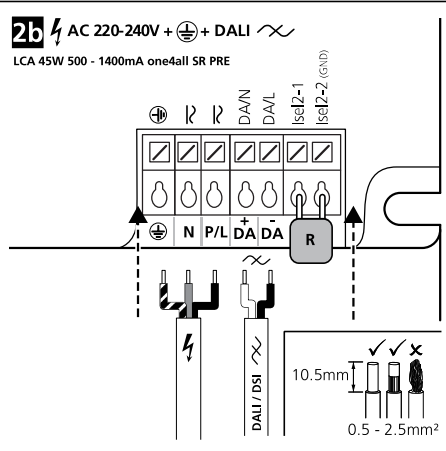 2b AC 220-240V + + DALI
LCA 45W 500 - 1400mA one4all SR PRE
DA/N
DA/L
Isel2-1
Isel2-2 (GND)
N P/L + DA - DA
R
DALI / DSI
10.5mm
0.5 - 2.5mm²